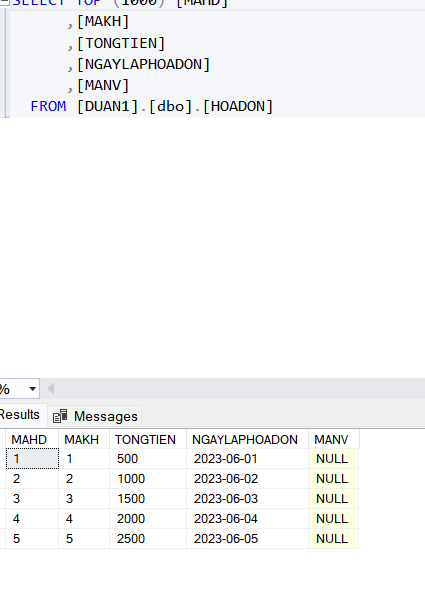 SELECT TOP (1000) [MAHD]
,[MAKH]
,[TONGTIEN]
,[NGAYLAPHOADON]
,[MANV]
FROM [DUAN1].[dbo].[HOADON]
%
Results Messages
MAHD MAKH TONGTIEN NGAYLAPHOADON MANV
1 1 500 2023-06-01 NULL
2 2 1000 2023-06-02 NULL
3 3 1500 2023-06-03 NULL
4 4 2000 2023-06-04 NULL
5 5 2500 2023-06-05 NULL